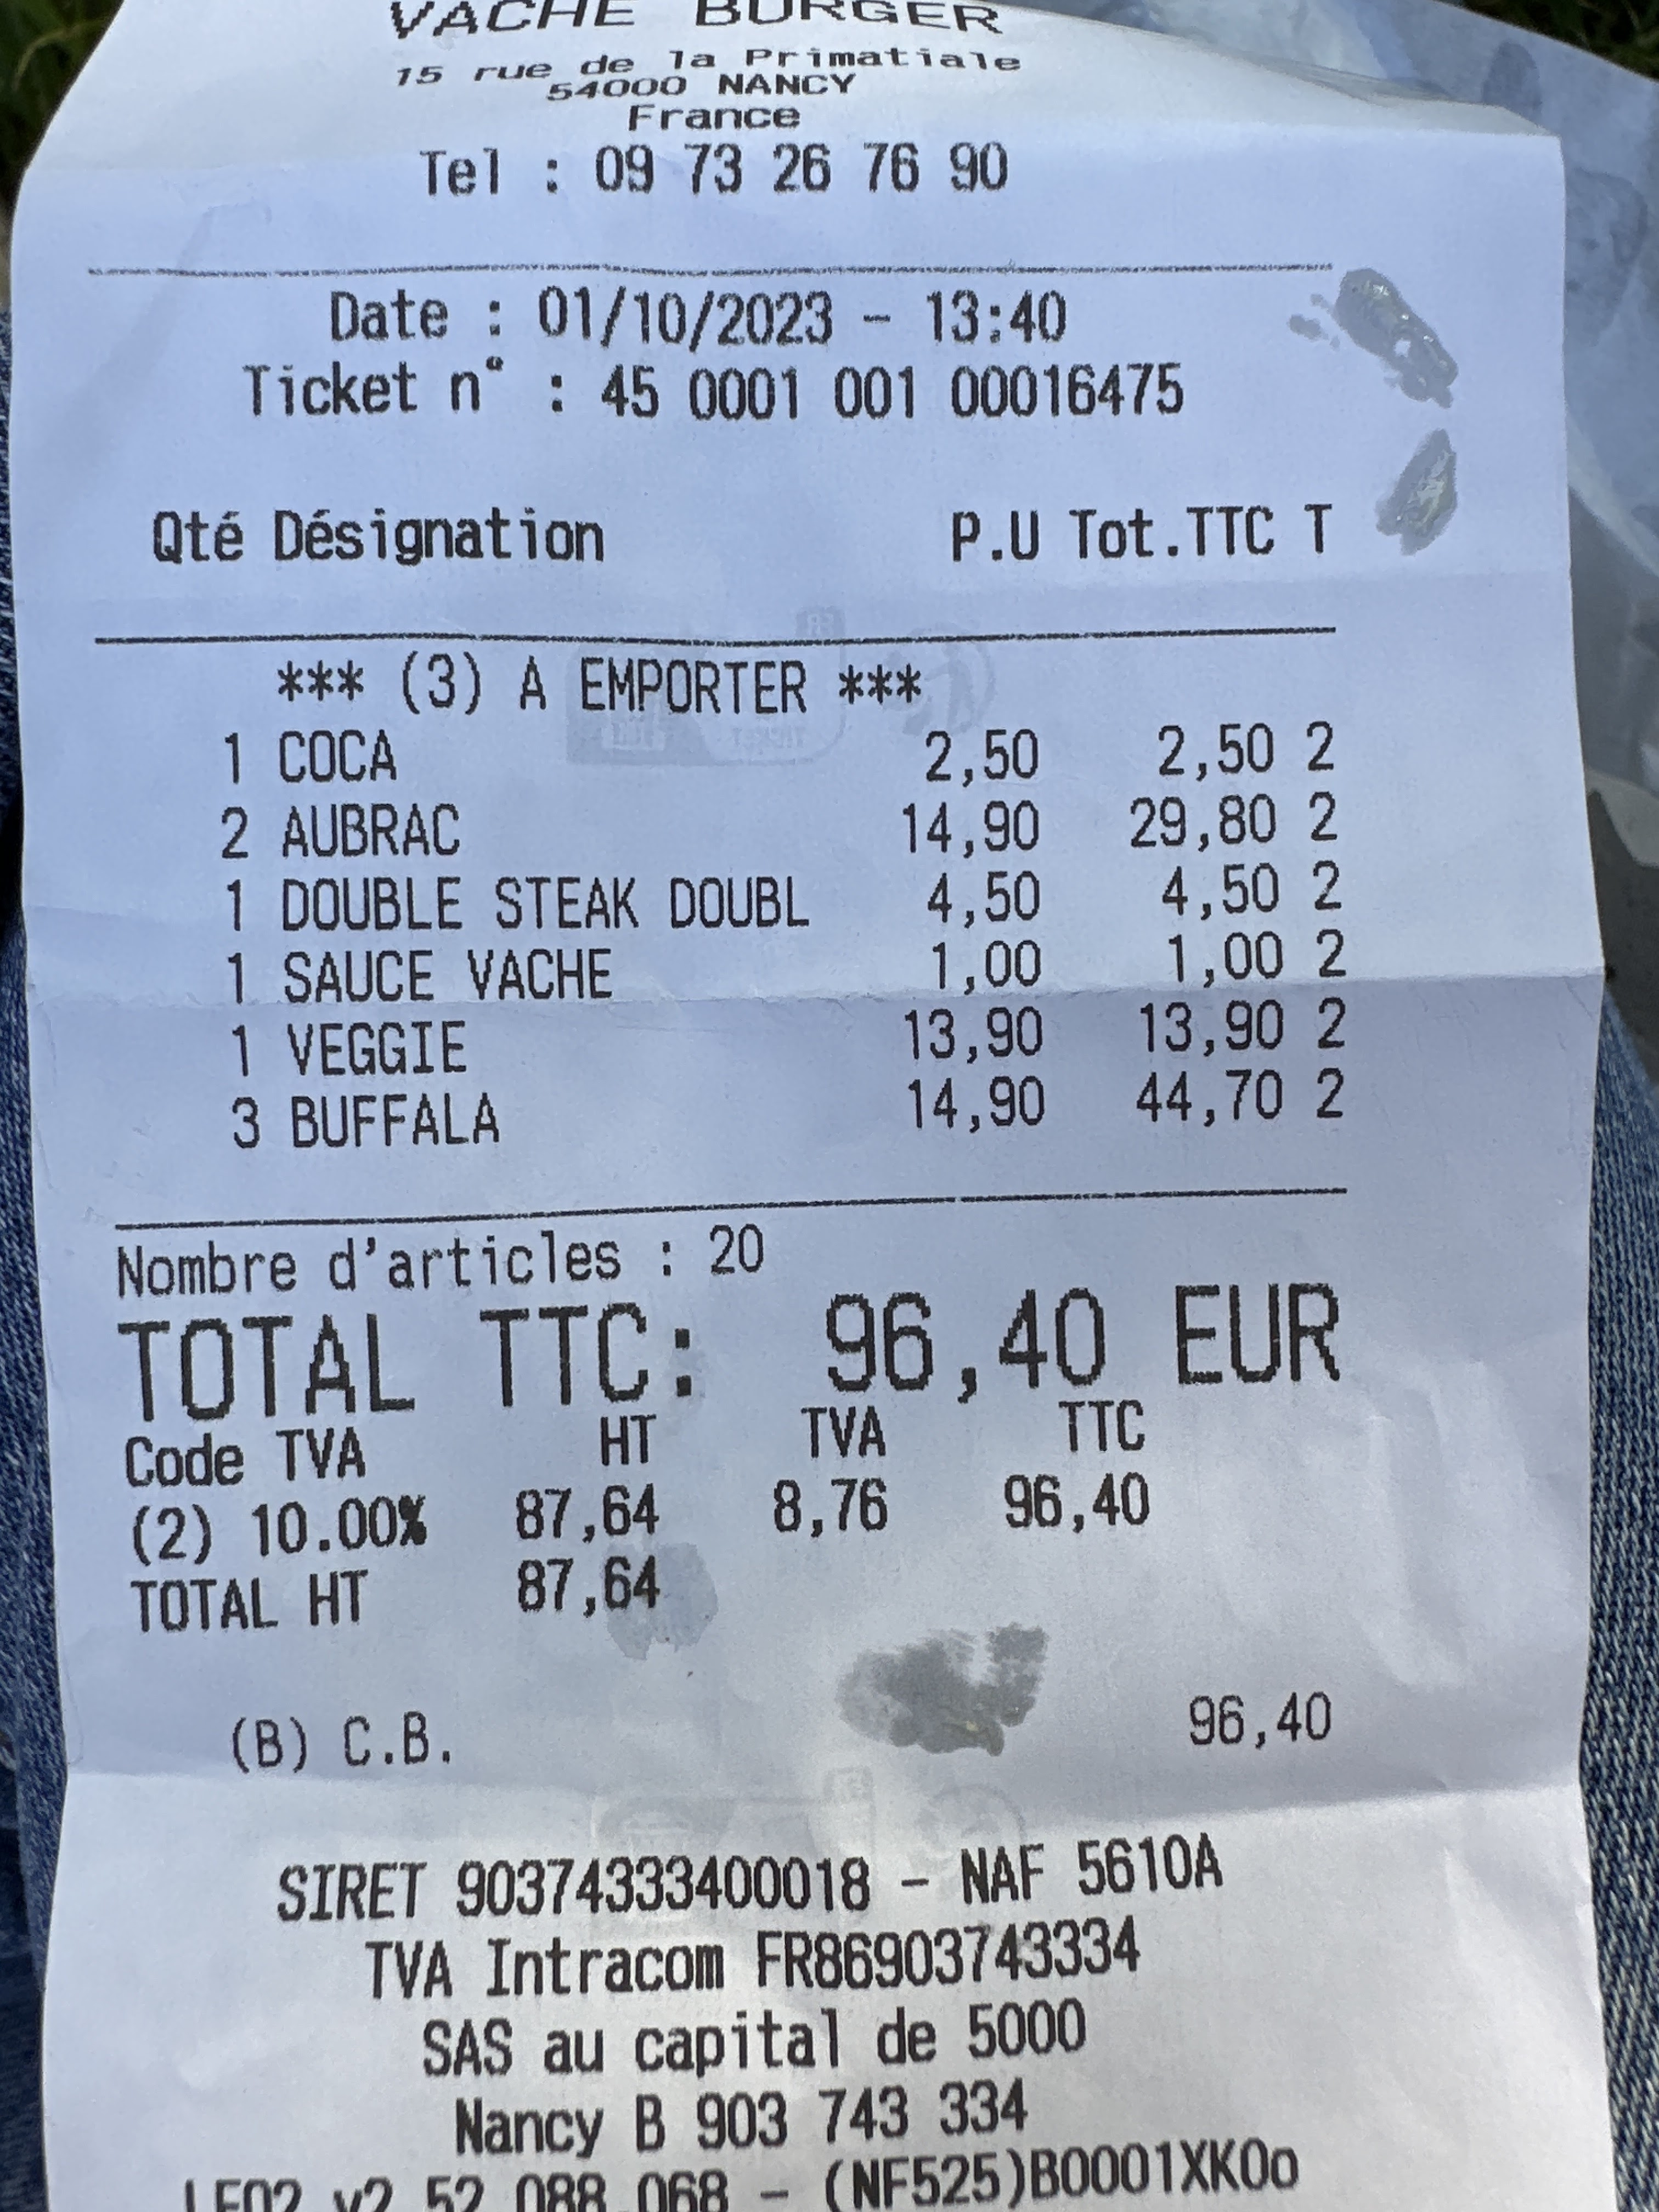 VACHE BURGER
15 rue de la Primatiale
54000 NANCY
France
Tel : 09 73 26 76 90
Date : 01/10/2023 - 13:40
Ticket n° : 45 0001 001 00016475
Qté Désignation P.U Tot.TTC T
*** (3) A EMPORTER ***
1 COCA 2,50 2,50 2
2 AUBRAC 14,90 29,80 2
1 DOUBLE STEAK DOUBL 4,50 4,50 2
1 SAUCE VACHE 1,00 1,00 2
1 VEGGIE 13,90 13,90 2
3 BUFFALA 14,90 44,70 2
Nombre d'articles : 20
TOTAL TTC: 96,40 EUR
Code TVA HT TVA TTC
(2) 10.00% 87,64 8,76 96,40
TOTAL HT 87,64
(B) C.B. 96,40
SIRET 90374333400018 - NAF 5610A
TVA Intracom FR86903743334
SAS au capital de 5000
Nancy B 903 743 334
v2 52 088 068 - (NF525)B0001XK0o